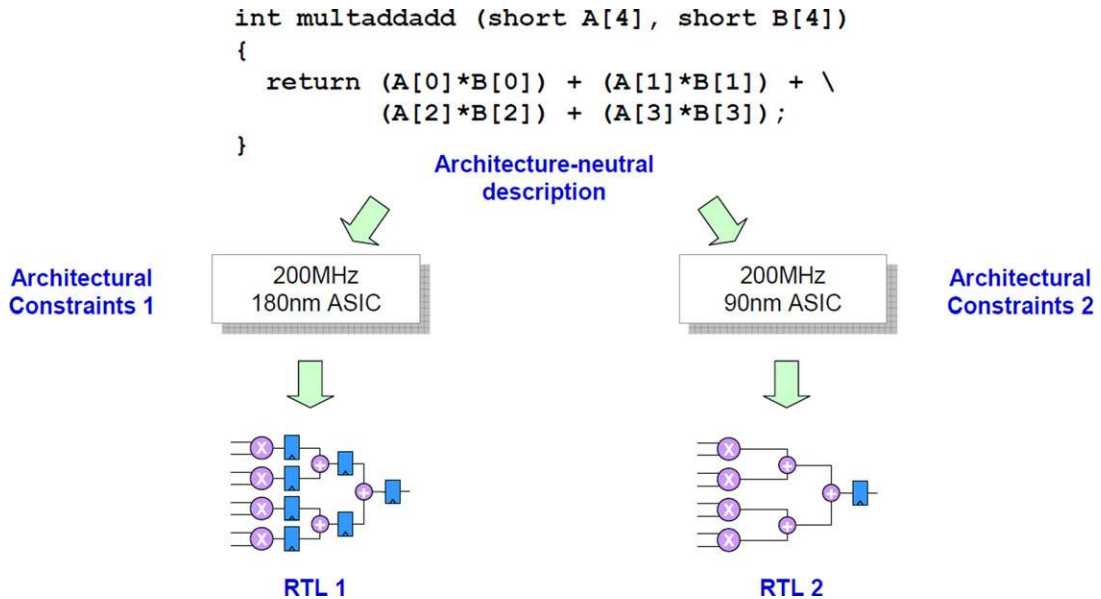 int multaddadd (short A[4], short B[4])
{
return (A[0]*B[0]) + (A[1]*B[1]) + \
(A[2]*B[2]) + (A[3]*B[3]);
}
Architecture-neutral
description
Architectural
Constraints 1
200MHz
180nm ASIC
200MHz
90nm ASIC
Architectural
Constraints 2
X
X
X
X
+
+
+
X
X
X
X
+
+
+
RTL 1
RTL 2